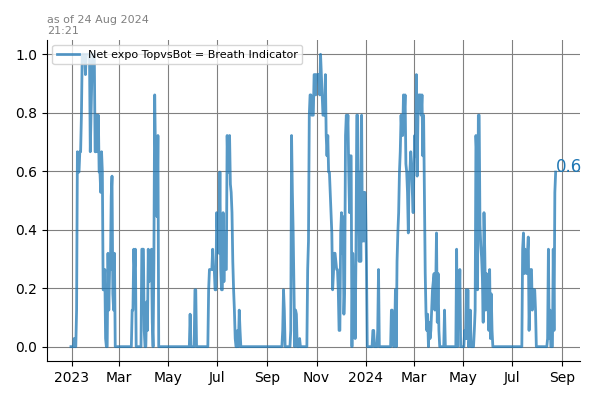 as of 24 Aug 2024
21:21
Net expo TopvsBot = Breath Indicator
1.0
0.8
0.6
0.4
0.2
0.0
0.6
2023 Mar May Jul Sep Nov 2024 Mar May Jul Sep